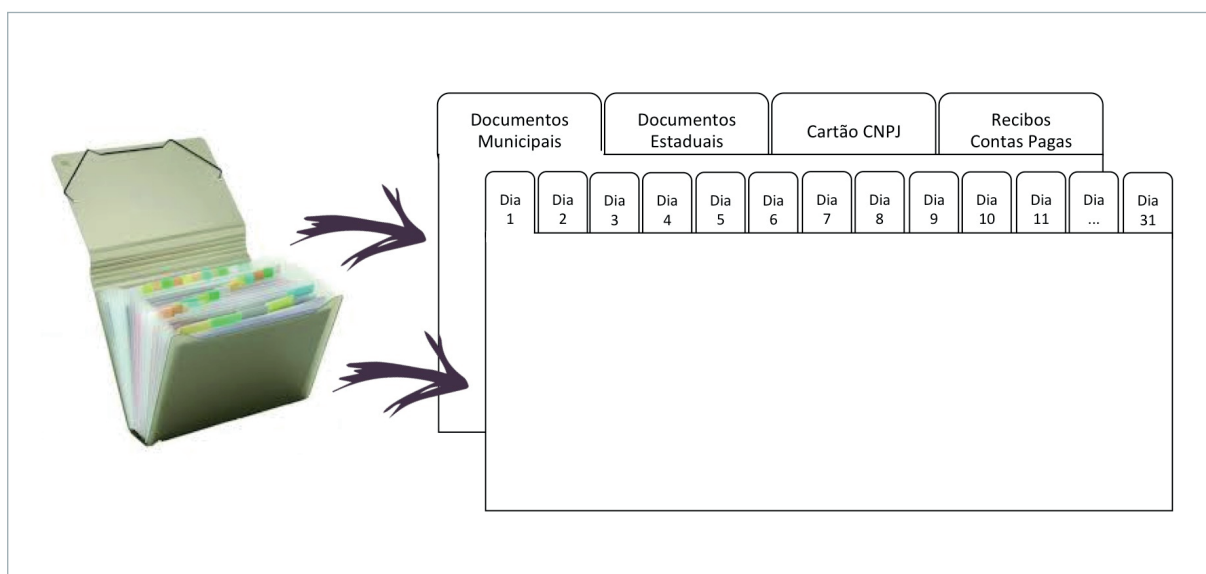 Documentos
Municipais
Documentos
Estaduais
Cartão CNPJ
Recibos
Contas Pagas
Dia
1
Dia
2
Dia
3
Dia
4
Dia
5
Dia
6
Dia
7
Dia
8
Dia
9
Dia
10
Dia
11
Dia
...
Dia
31